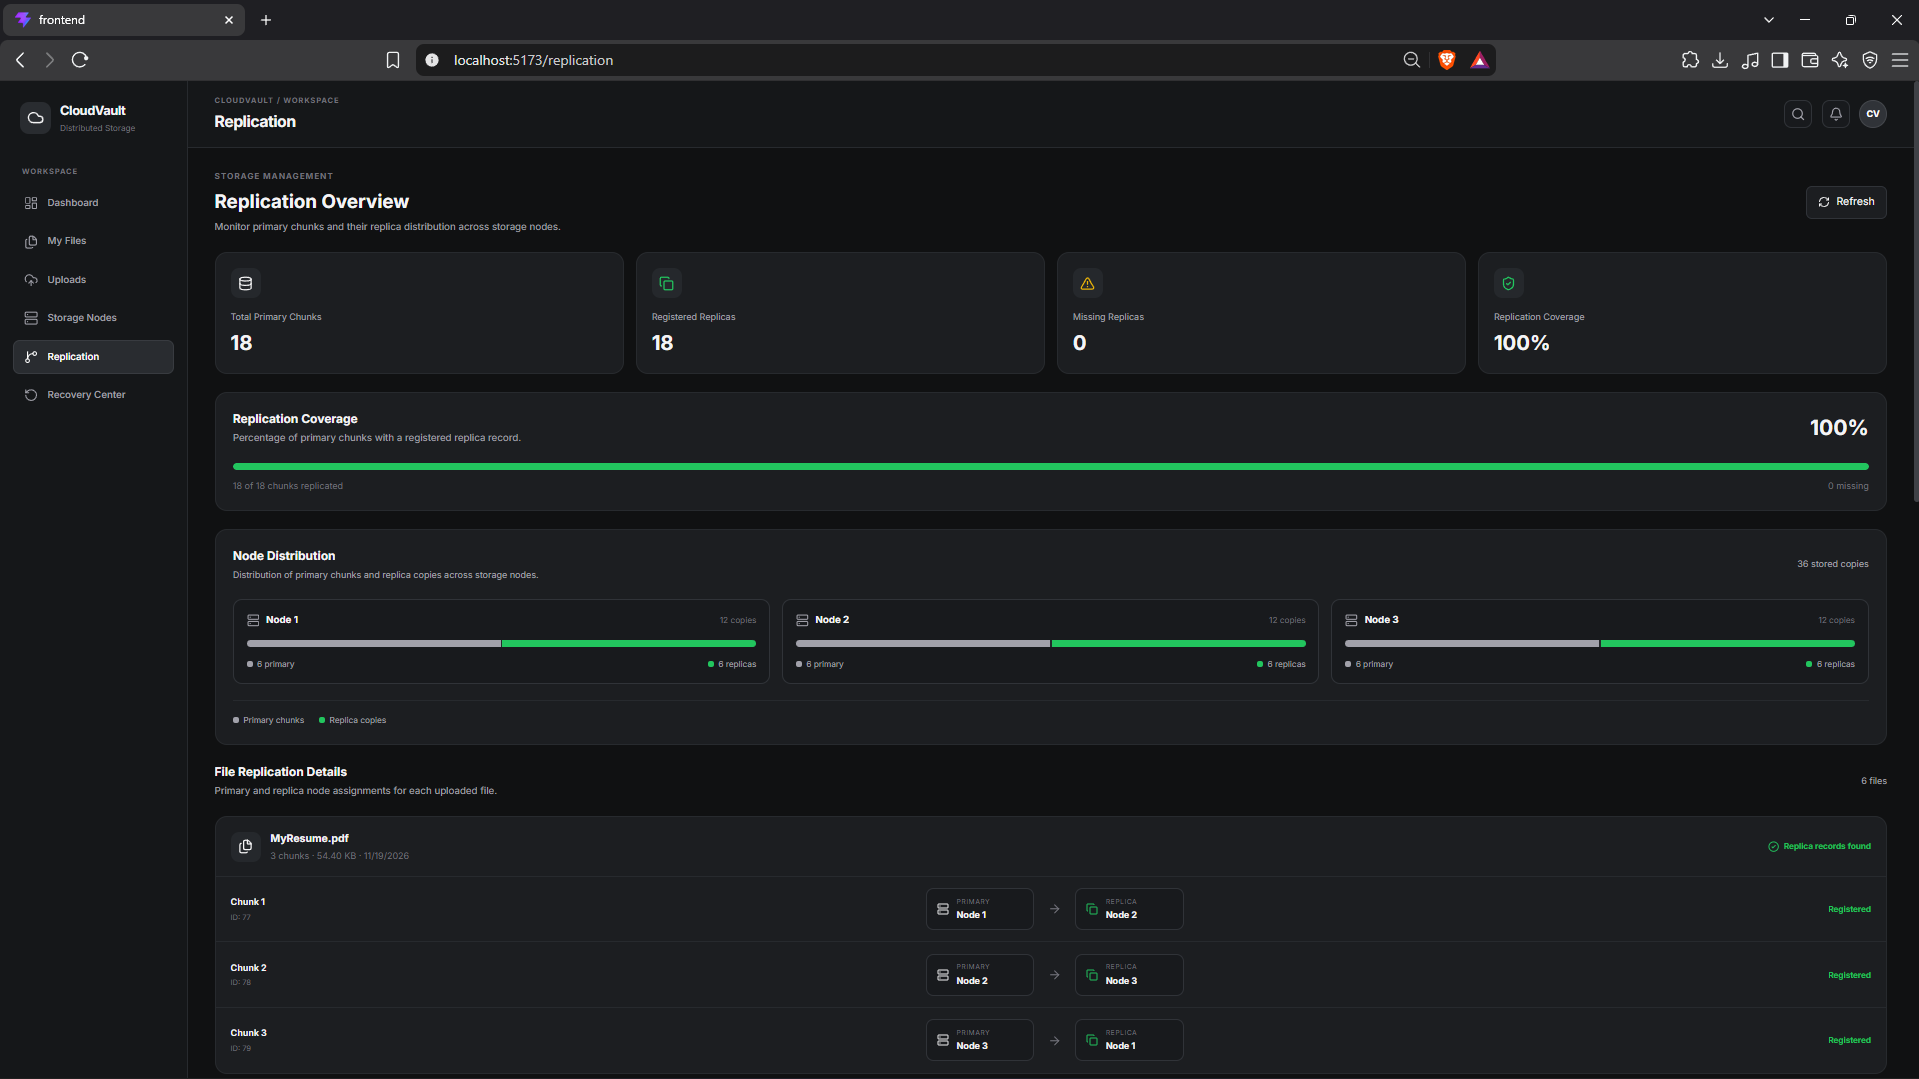 frontend
localhost:5173/replication
CloudVault
Distributed Storage
WORKSPACE
Dashboard
My Files
Uploads
Storage Nodes
Replication
Recovery Center
CLOUDVAULT / WORKSPACE
Replication
CV
STORAGE MANAGEMENT
Replication Overview
Monitor primary chunks and their replica distribution across storage nodes.
Refresh
Total Primary Chunks
18
Registered Replicas
18
Missing Replicas
0
Replication Coverage
100%
Replication Coverage
Percentage of primary chunks with a registered replica record.
100%
18 of 18 chunks replicated
0 missing
Node Distribution
Distribution of primary chunks and replica copies across storage nodes.
36 stored copies
Node 1
12 copies
6 primary
6 replicas
Node 2
12 copies
6 primary
6 replicas
Node 3
12 copies
6 primary
6 replicas
Primary chunks
Replica copies
File Replication Details
Primary and replica node assignments for each uploaded file.
6 files
MyResume.pdf
3 chunks · 54.40 KB · 11/19/2026
Replica records found
Chunk 1
ID: 77
PRIMARY
Node 1
REPLICA
Node 2
Registered
Chunk 2
ID: 78
PRIMARY
Node 2
REPLICA
Node 3
Registered
Chunk 3
ID: 79
PRIMARY
Node 3
REPLICA
Node 1
Registered